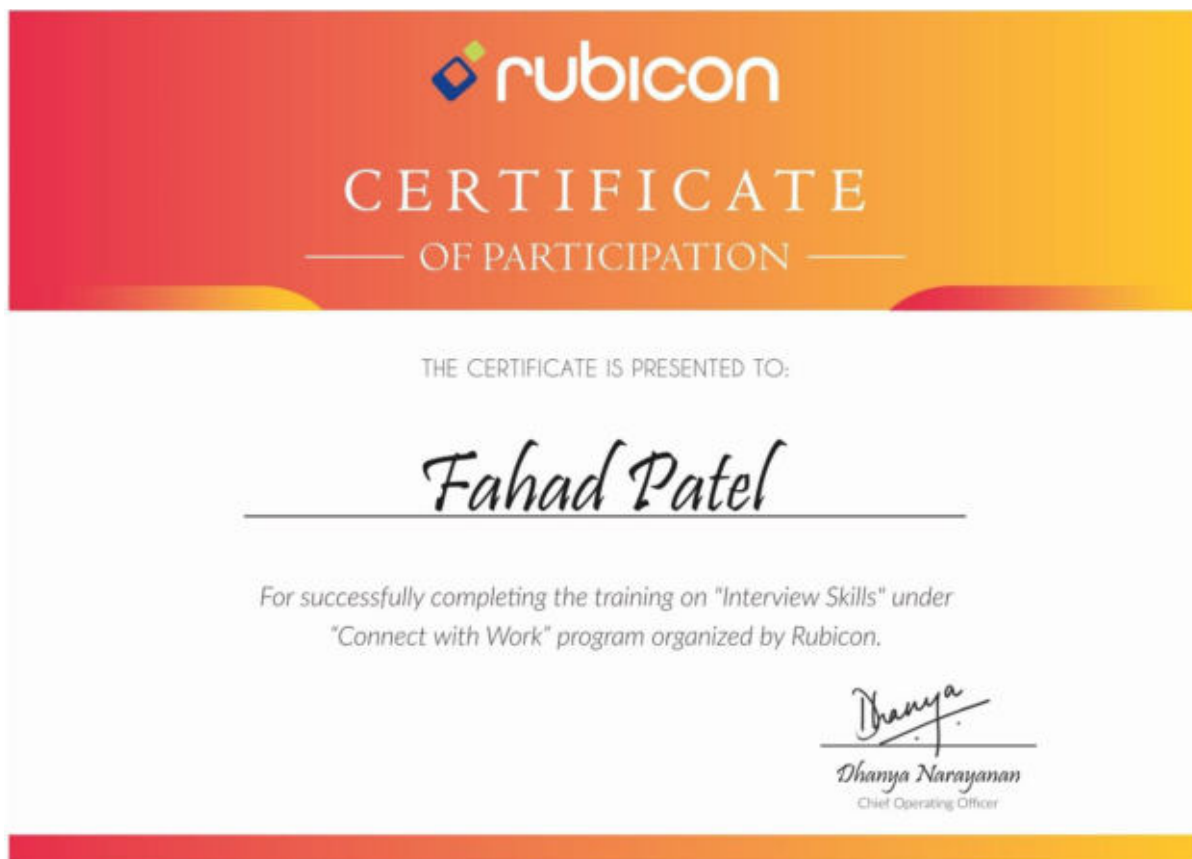 rubicon
CERTIFICATE
OF PARTICIPATION
THE CERTIFICATE IS PRESENTED TO:
Fahad Patel
For successfully completing the training on "Interview Skills" under
"Connect with Work" program organized by Rubicon.
Dhanya
Dhanya Narayanan
Chief Operating Officer